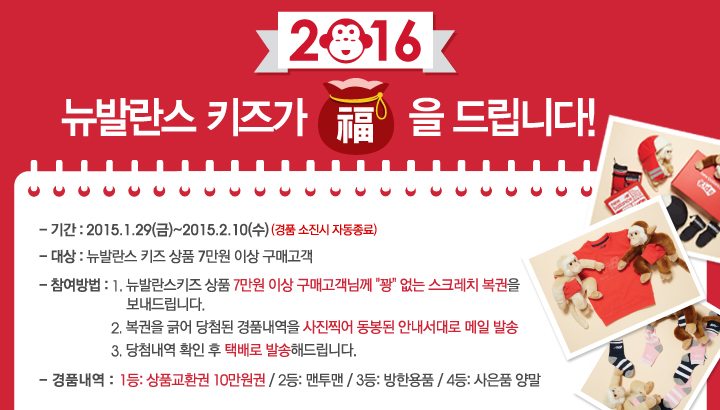 2016
뉴발란스 키즈가 福을 드립니다!
- 기간 : 2015.1.29(금)~2015.2.10(수) (경품 소진시 자동종료)
- 대상 : 뉴발란스 키즈 상품 7만원 이상 구매고객
- 참여방법 : 1. 뉴발란스키즈 상품 7만원 이상 구매고객님께 "꽝" 없는 스크레치 복권을
보내드립니다.
2. 복권을 긁어 당첨된 경품내역을 사진찍어 동봉된 안내서대로 메일 발송
3. 당첨내역 확인 후 택배로 발송해드립니다.
- 경품내역 : 1등: 상품교환권 10만원권 / 2등: 맨투맨 / 3등: 방한용품 / 4등: 사은품 양말